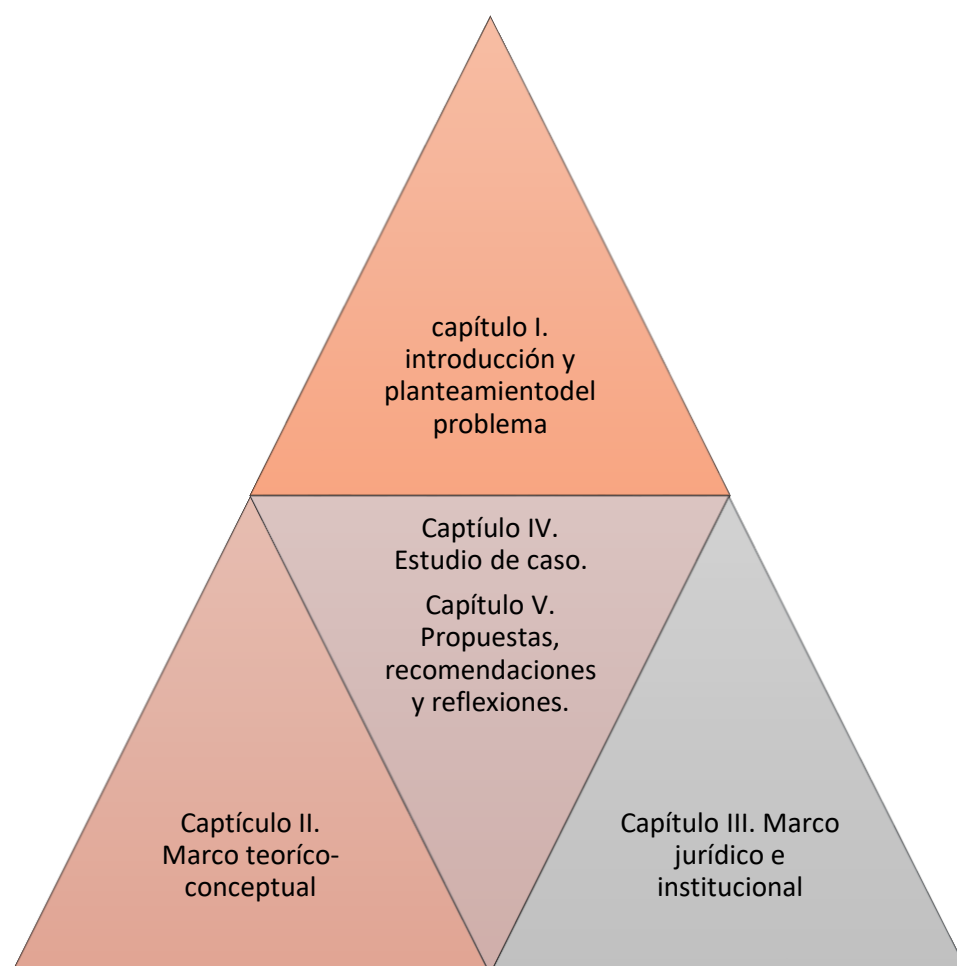 capítulo I.
introducción y
planteamientodel
problema
Captíulo IV.
Estudio de caso.
Capítulo V.
Propuestas,
recomendaciones
y reflexiones.
Captículo II.
Marco teoríco-
conceptual
Capítulo III. Marco
jurídico e
institucional